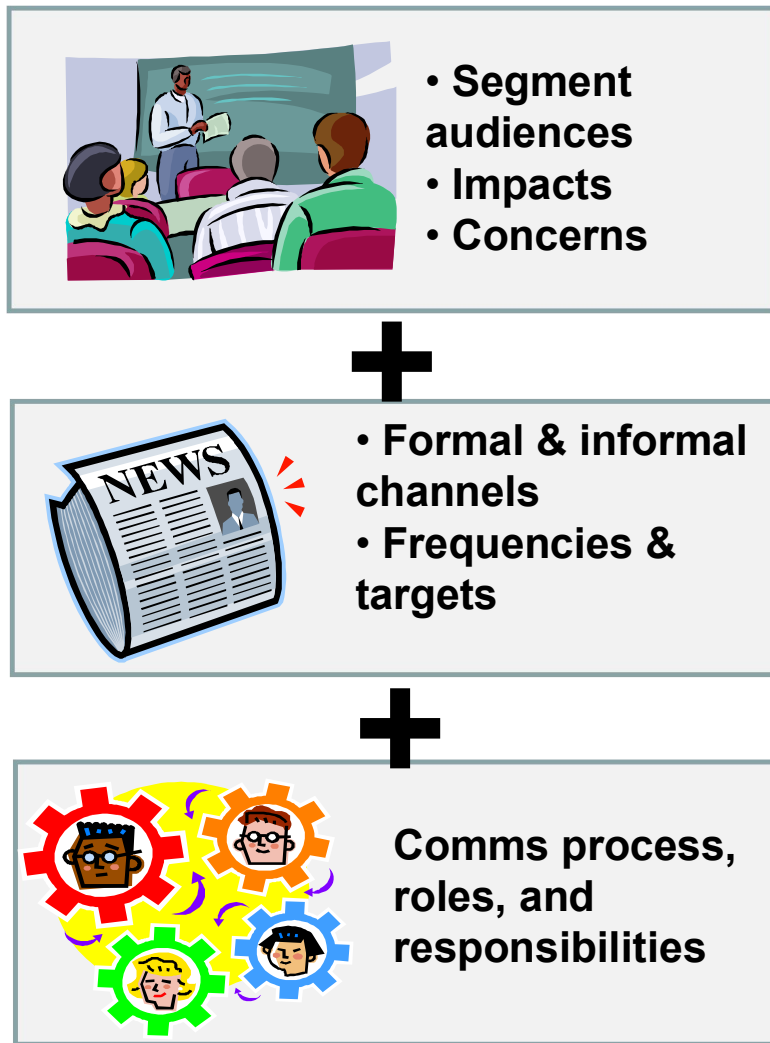 • Segment
audiences
• Impacts
• Concerns
NEWS
• Formal & informal
channels
• Frequencies &
targets
Comms process,
roles, and
responsibilities